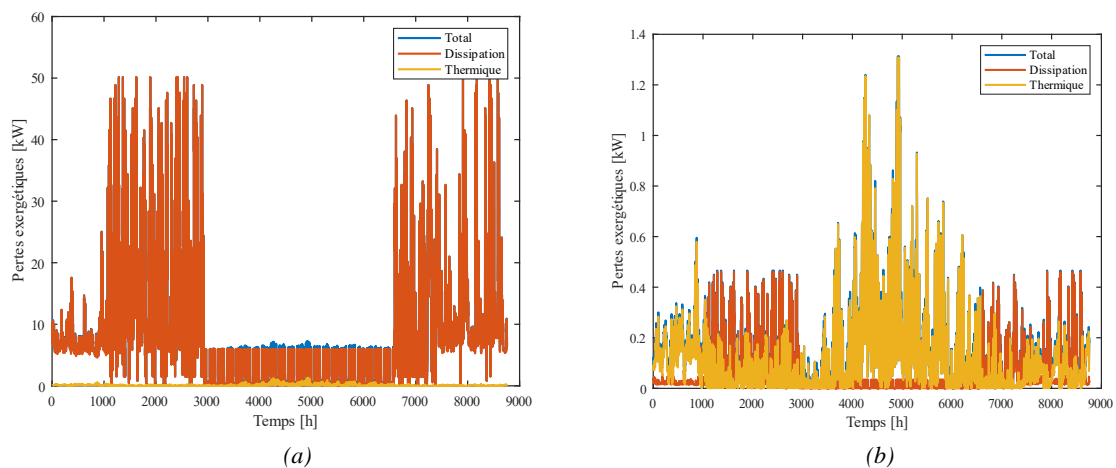 60
50
40
30
20
10
0
Pertes exergétiques [kW]
Total
Dissipation
Thermique
0 1000 2000 3000 4000 5000 6000 7000 8000 9000
Temps [h]
(a)
1.4
1.2
1
0.8
0.6
0.4
0.2
0
Pertes exergétiques [kW]
Total
Dissipation
Thermique
0 1000 2000 3000 4000 5000 6000 7000 8000 9000
Temps [h]
(b)